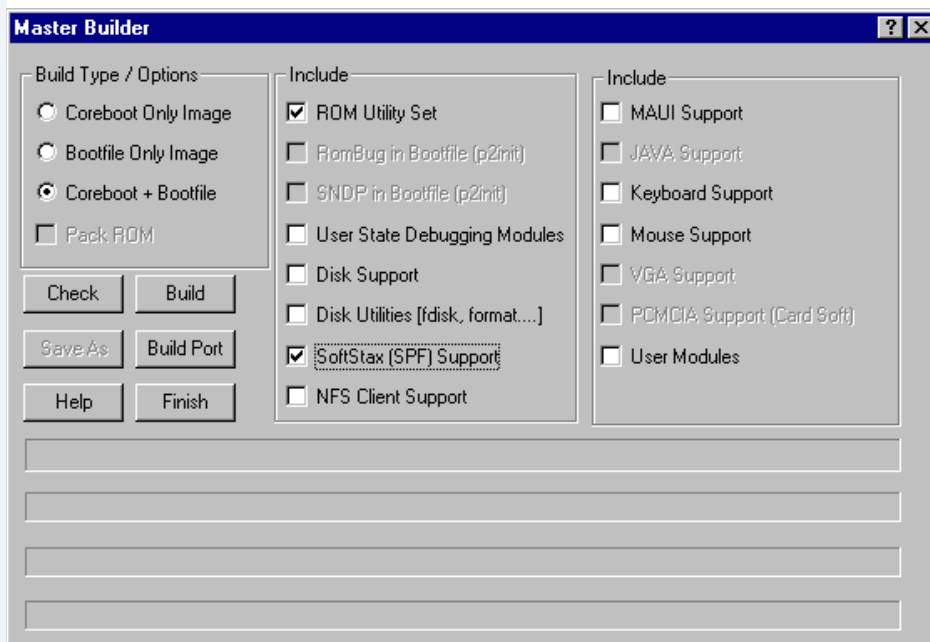 Master Builder
Build Type / Options
Coreboot Only Image
Bootfile Only Image
Coreboot + Bootfile
Pack ROM
Check
Build
Save As
Build Port
Help
Finish
Include
ROM Utility Set
RomBug in Bootfile (p2init)
SNDP in Bootfile (p2init)
User State Debugging Modules
Disk Support
Disk Utilities [fdisk, format....]
SoftStax (SPF) Support
NFS Client Support
Include
MAUI Support
JAVA Support
Keyboard Support
Mouse Support
VGA Support
PCMCIA Support (Card Soft)
User Modules